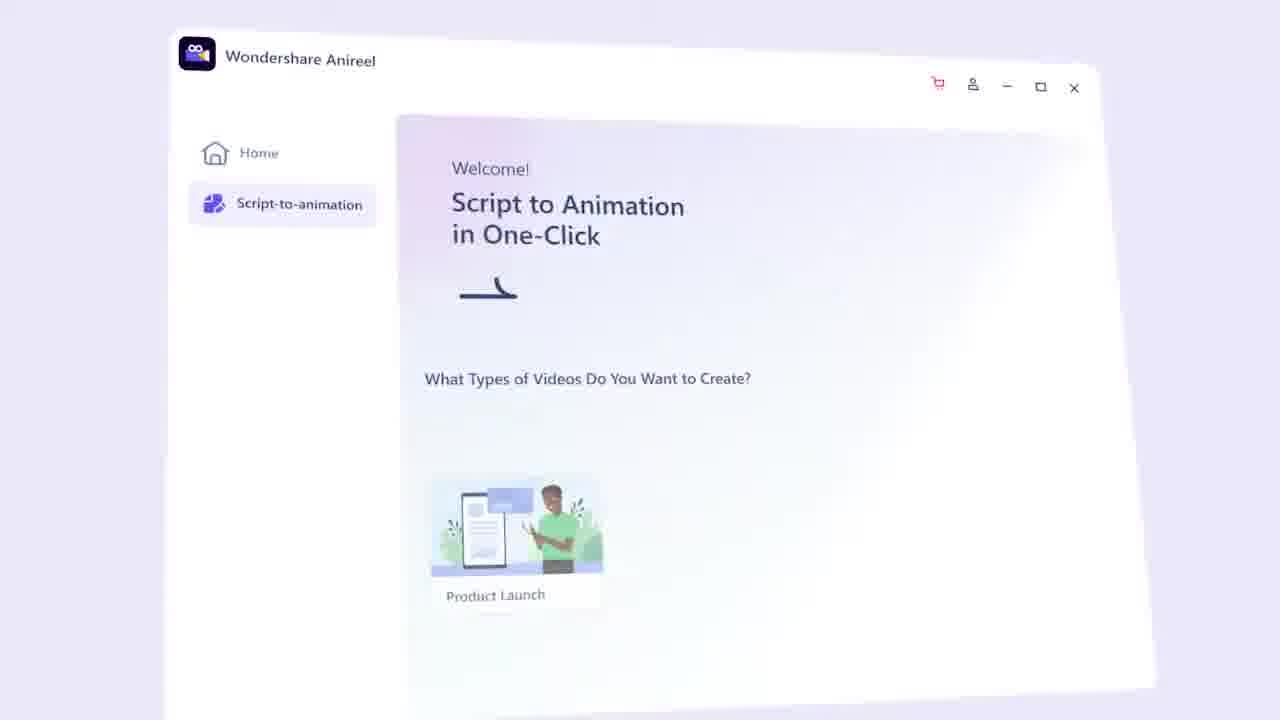 Wondershare Anireel
Home
Script-to-animation
Welcome!
Script to Animation
in One-Click
What Types of Videos Do You Want to Create?
Product Launch